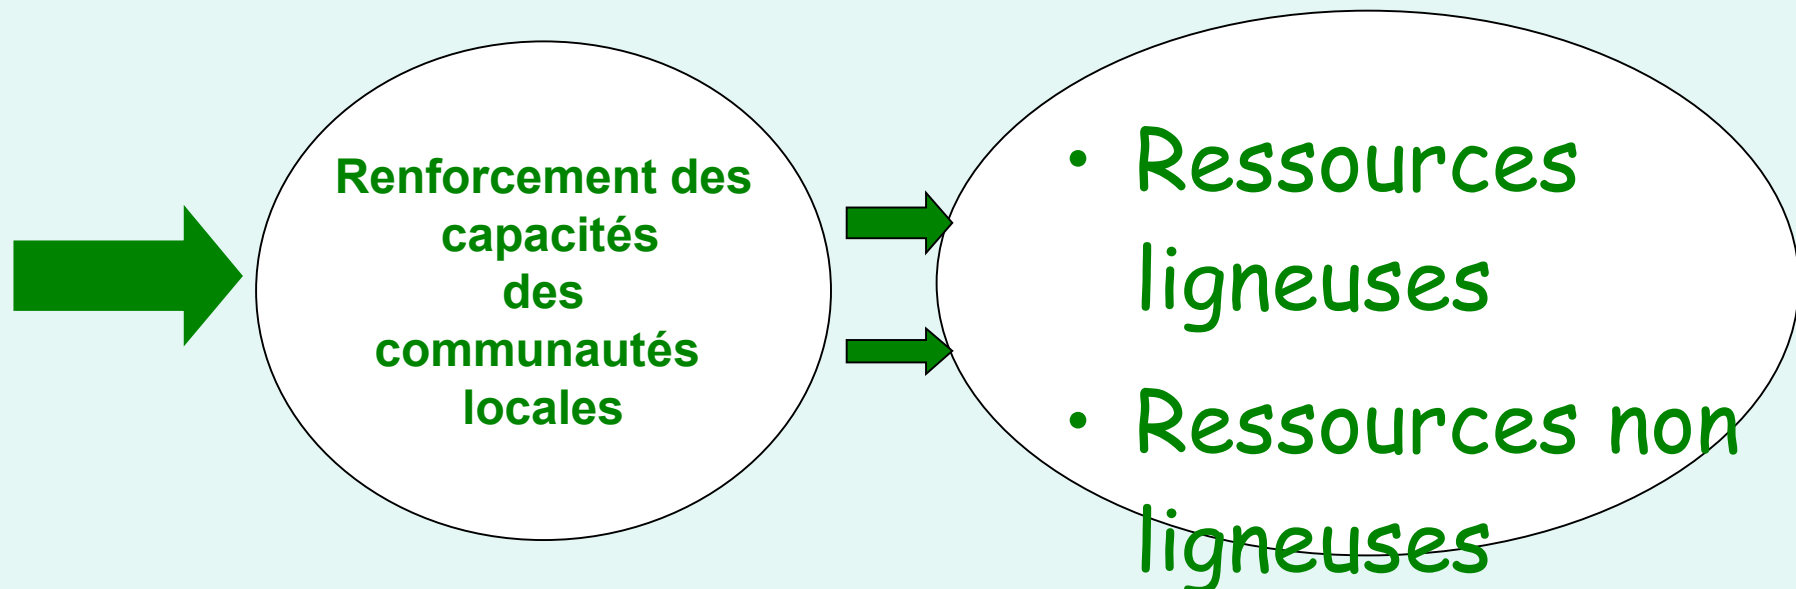 Renforcement des
capacités
des
communautés
locales
• Ressources
ligneuses
• Ressources non
ligneuses